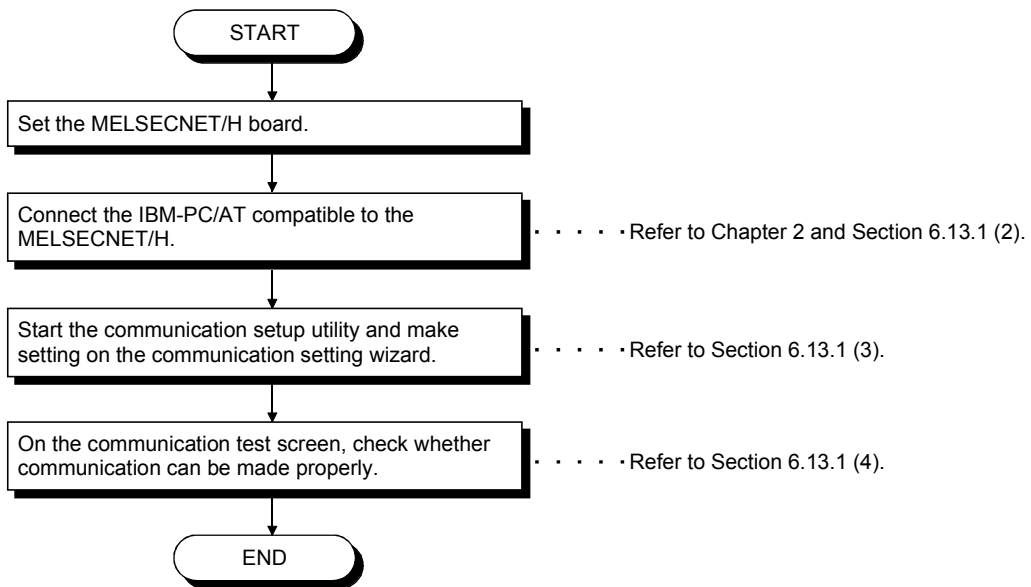 START
Set the MELSECNET/H board.
Connect the IBM-PC/AT compatible to the
MELSECNET/H.
Refer to Chapter 2 and Section 6.13.1 (2).
Start the communication setup utility and make
setting on the communication setting wizard.
Refer to Section 6.13.1 (3).
On the communication test screen, check whether
communication can be made properly.
Refer to Section 6.13.1 (4).
END